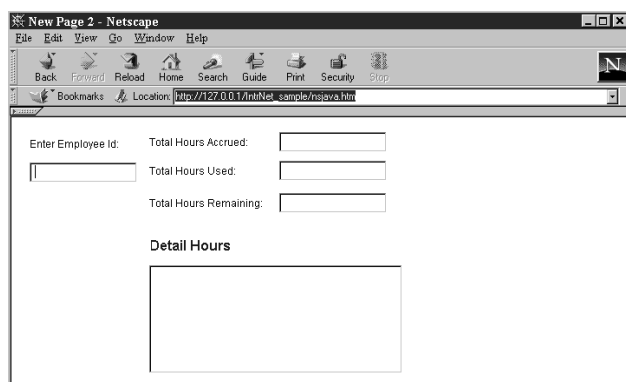 New Page 2 - Netscape
File Edit View Go Window Help
Back Forward Reload Home Search Guide Print Security Stop
N
Bookmarks Location: http://127.0.0.1/IntrNet_sample/nsjava.htm
Enter Employee Id:
Total Hours Accrued:
Total Hours Used:
Total Hours Remaining:
Detail Hours